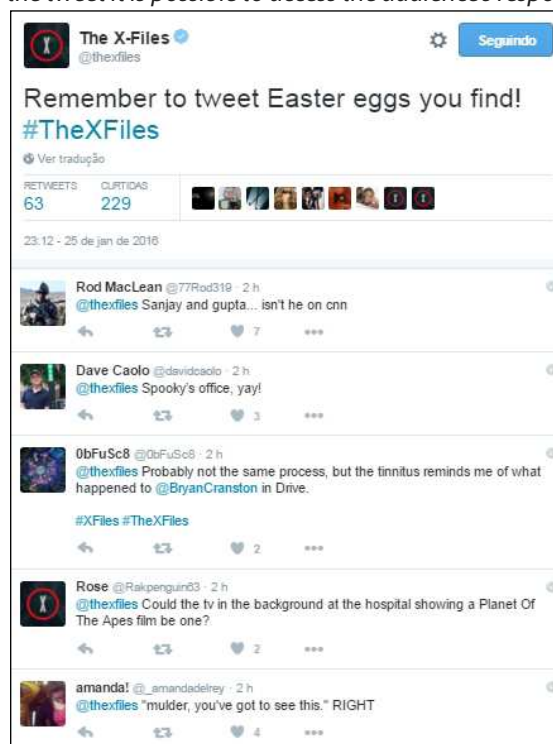 the tweet it is possible to access the audience's respo
The X-Files
@thexfiles
Seguindo
Remember to tweet Easter eggs you find!
#TheXFiles
Ver tradução
RETWEETS CURTIDAS
63 229
23:12 - 25 de jan de 2016
Rod MacLean @77Rod319 · 2 h
@thexfiles Sanjay and gupta... isn't he on cnn
7
Dave Caolo @davidcaolo · 2 h
@thexfiles Spooky's office, yay!
3
0bFuSc8 @0bFuSc8 · 2 h
@thexfiles Probably not the same process, but the tinnitus reminds me of what
happened to @BryanCranston in Drive.
#XFiles #TheXFiles
2
Rose @Rakpenguin63 · 2 h
@thexfiles Could the tv in the background at the hospital showing a Planet Of
The Apes film be one?
2
amanda! @_amandadelrey · 2 h
@thexfiles "mulder, you've got to see this." RIGHT
4